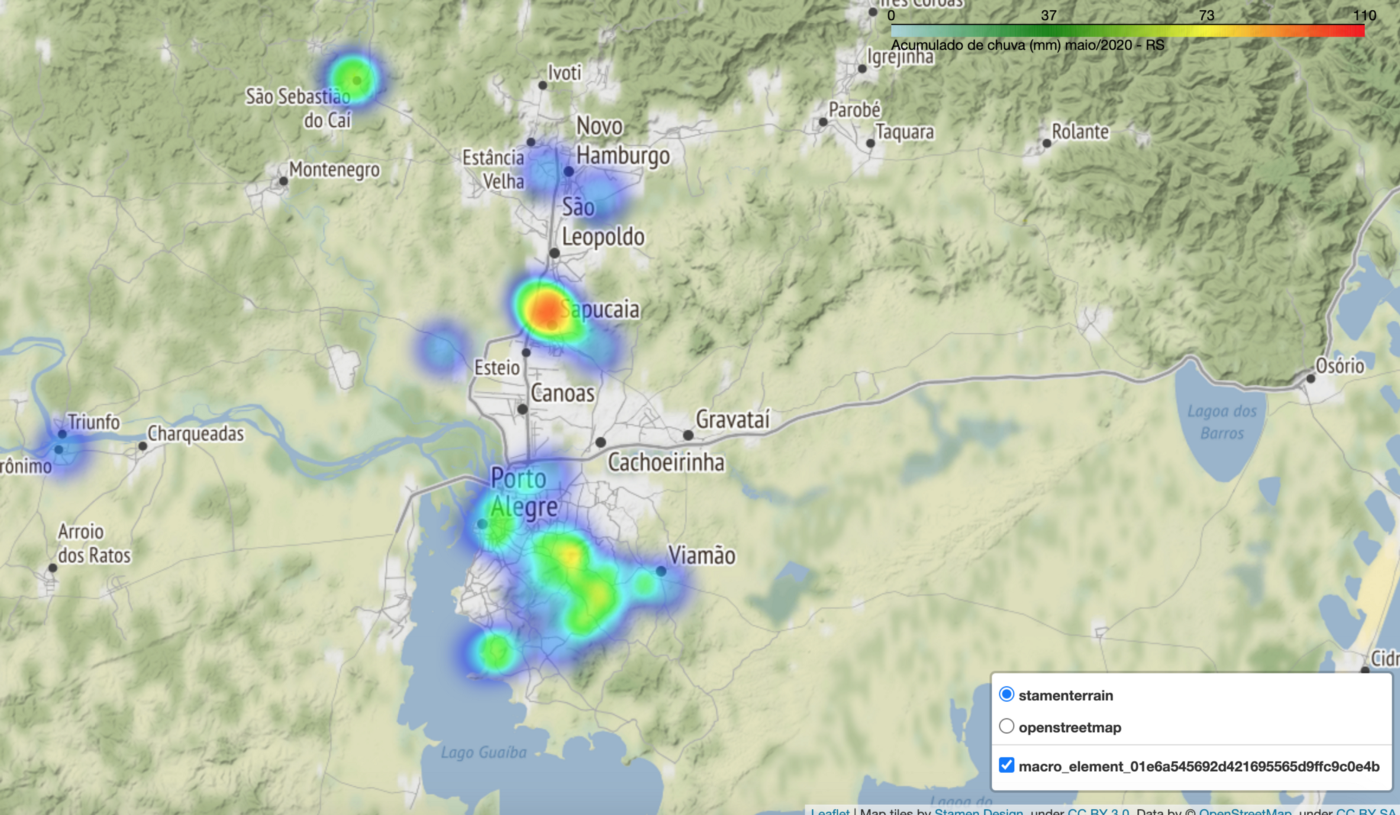 Três Coroas
0 37 73 110
Acumulado de chuva (mm) maio/2020 - RS
Igrejinha
Ivoti
São Sebastião
do Caí
Parobé
Taquara
Rolante
Novo
Hamburgo
Estância
Velha
Montenegro
São
Leopoldo
Sapucaia
Esteio
Canoas
Osório
Gravataí
Cachoeirinha
Lagoa dos
Barros
Triunfo
Charqueadas
rônimo
Porto
Alegre
Arroio
dos Ratos
Viamão
Cidr
Lago Guaíba
Lagoa do
stamenterrain
openstreetmap
macro_element_01e6a545692d421695565d9ffc9c0e4b
Leaflet | Map tiles by Stamen Design, under CC BY 3.0. Data by © OpenStreetMap, under CC BY SA